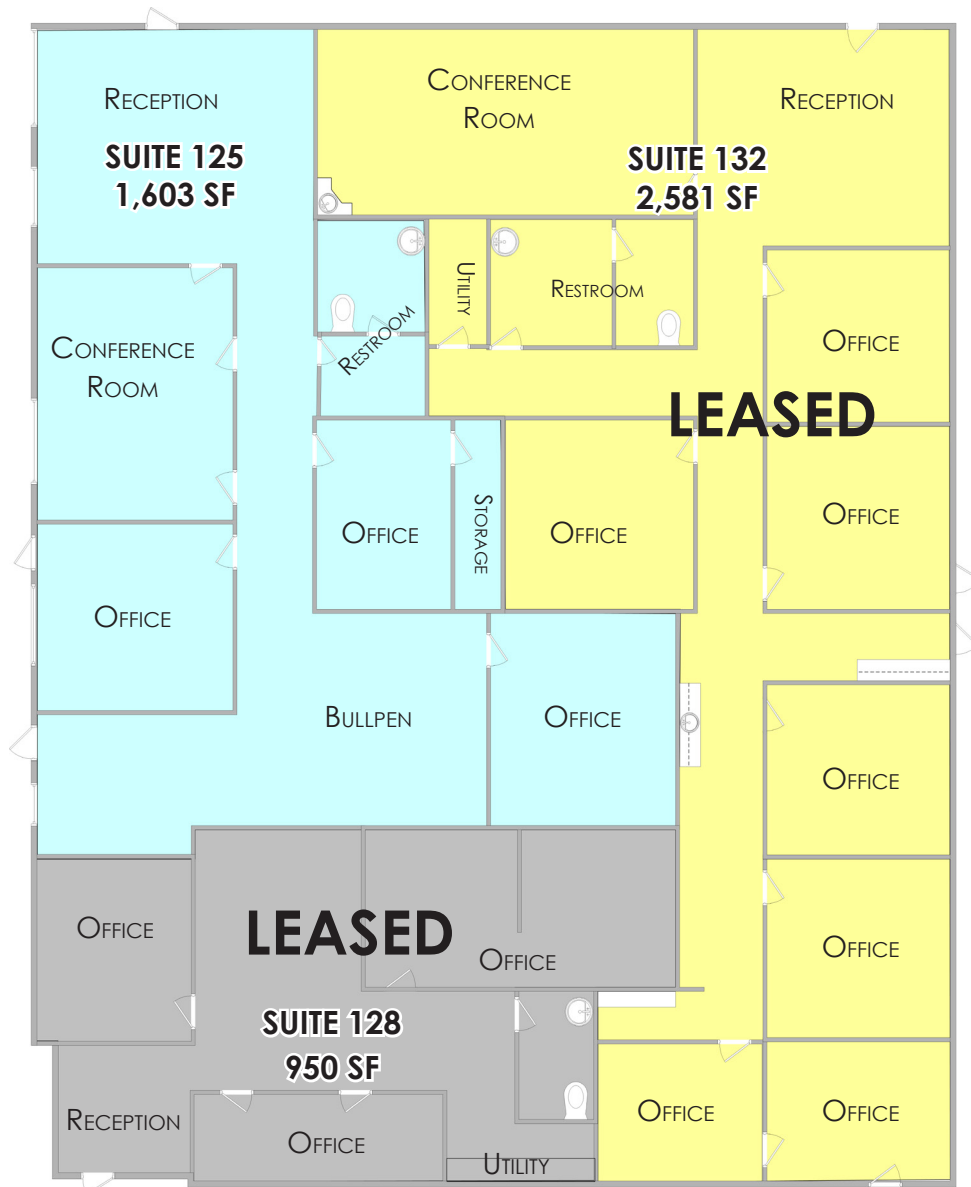 RECEPTION
SUITE 125
1,603 SF
CONFERENCE
ROOM
SUITE 132
2,581 SF
RECEPTION
UTILITY
RESTROOM
RESTROOM
CONFERENCE
ROOM
OFFICE
LEASED
OFFICE
STORAGE
OFFICE
OFFICE
OFFICE
BULLPEN
OFFICE
OFFICE
OFFICE
LEASED
OFFICE
OFFICE
SUITE 128
950 SF
RECEPTION
OFFICE
UTILITY
OFFICE
OFFICE